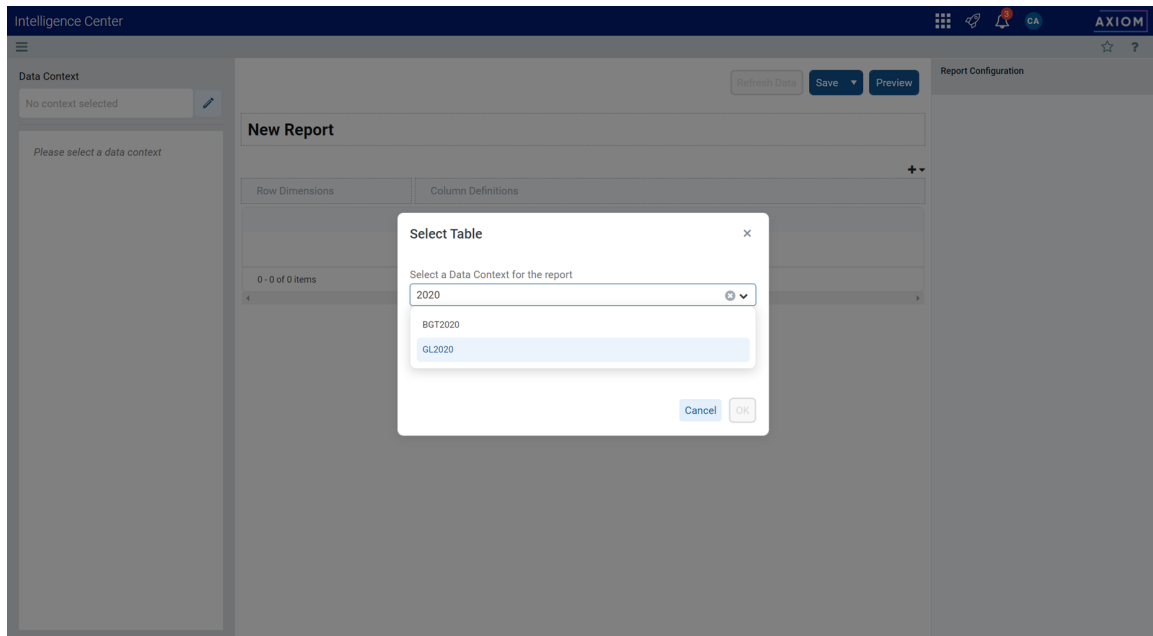 Intelligence Center
3
CA
AXIOM
?
Data Context
No context selected
Please select a data context
Refresh Data
Save
Preview
New Report
+
Row Dimensions
Column Definitions
0 - 0 of 0 items
Report Configuration
Select Table
×
Select a Data Context for the report
2020
BGT2020
GL2020
Cancel
OK